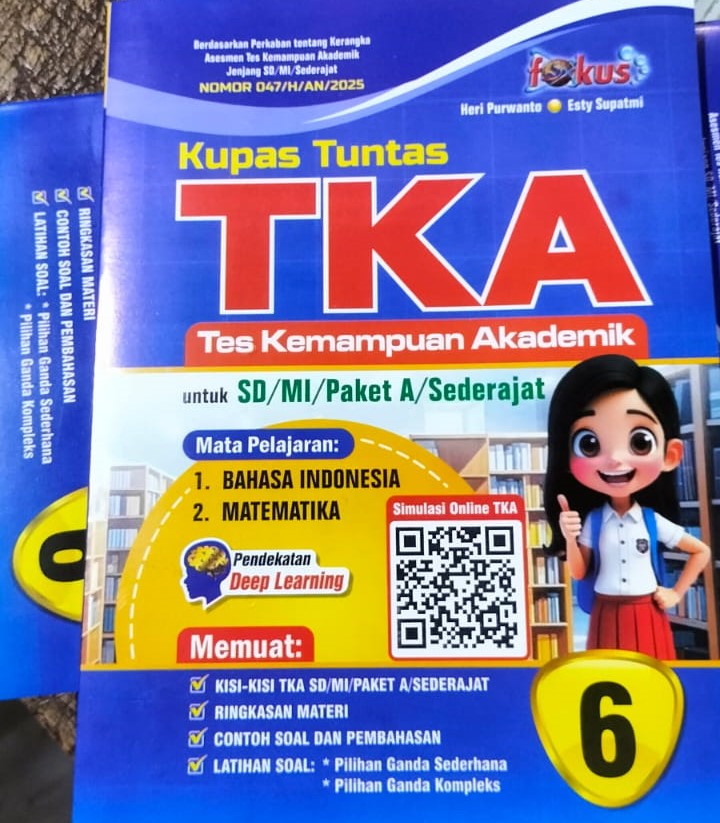 Berdasarkan Perkaban tentang Kerangka
Asesmen Tes Kemampuan Akademik
Jenjang SD/MI/Sederajat
NOMOR 047/H/AN/2025
fokus
Heri Purwanto Esty Supatmi
Kupas Tuntas
TKA
Tes Kemampuan Akademik
untuk SD/MI/Paket A/Sederajat
Mata Pelajaran:
1. BAHASA INDONESIA
2. MATEMATIKA
Simulasi Online TKA
Pendekatan
Deep Learning
Memuat:
KISI-KISI TKA SD/MI/PAKET A/SEDERAJAT
RINGKASAN MATERI
CONTOH SOAL DAN PEMBAHASAN
LATIHAN SOAL: * Pilihan Ganda Sederhana
* Pilihan Ganda Kompleks
6
RINGKASAN MATERI
CONTOH SOAL DAN PEMBAHASAN
LATIHAN SOAL: * Pilihan Ganda Sederhana
* Pilihan Ganda Kompleks